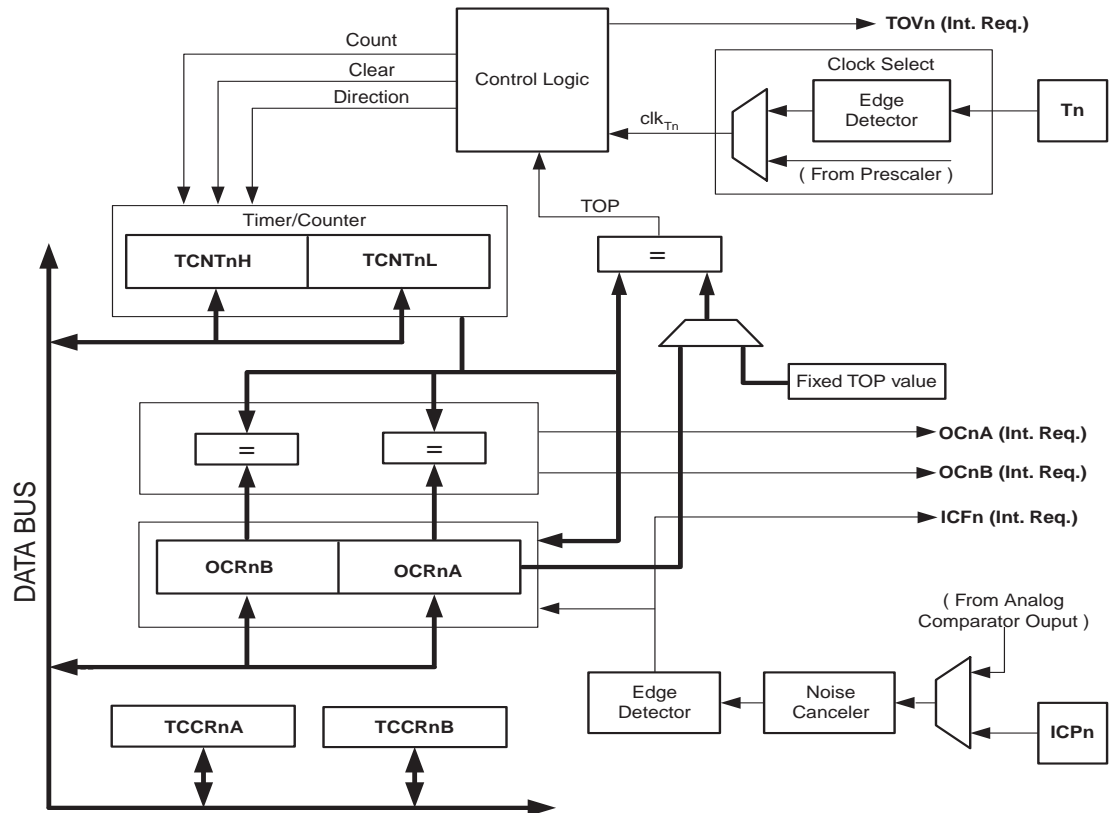 TOVn (Int. Req.)
Count
Clear
Direction
Control Logic
Clock Select
Edge
Detector
Tn
clkTn
( From Prescaler )
TOP
Timer/Counter
TCNTnH
TCNTnL
=
Fixed TOP value
=
=
OCnA (Int. Req.)
OCnB (Int. Req.)
ICFn (Int. Req.)
OCRnB
OCRnA
DATA BUS
( From Analog
Comparator Ouput )
Edge
Detector
Noise
Canceler
ICPn
TCCRnA
TCCRnB